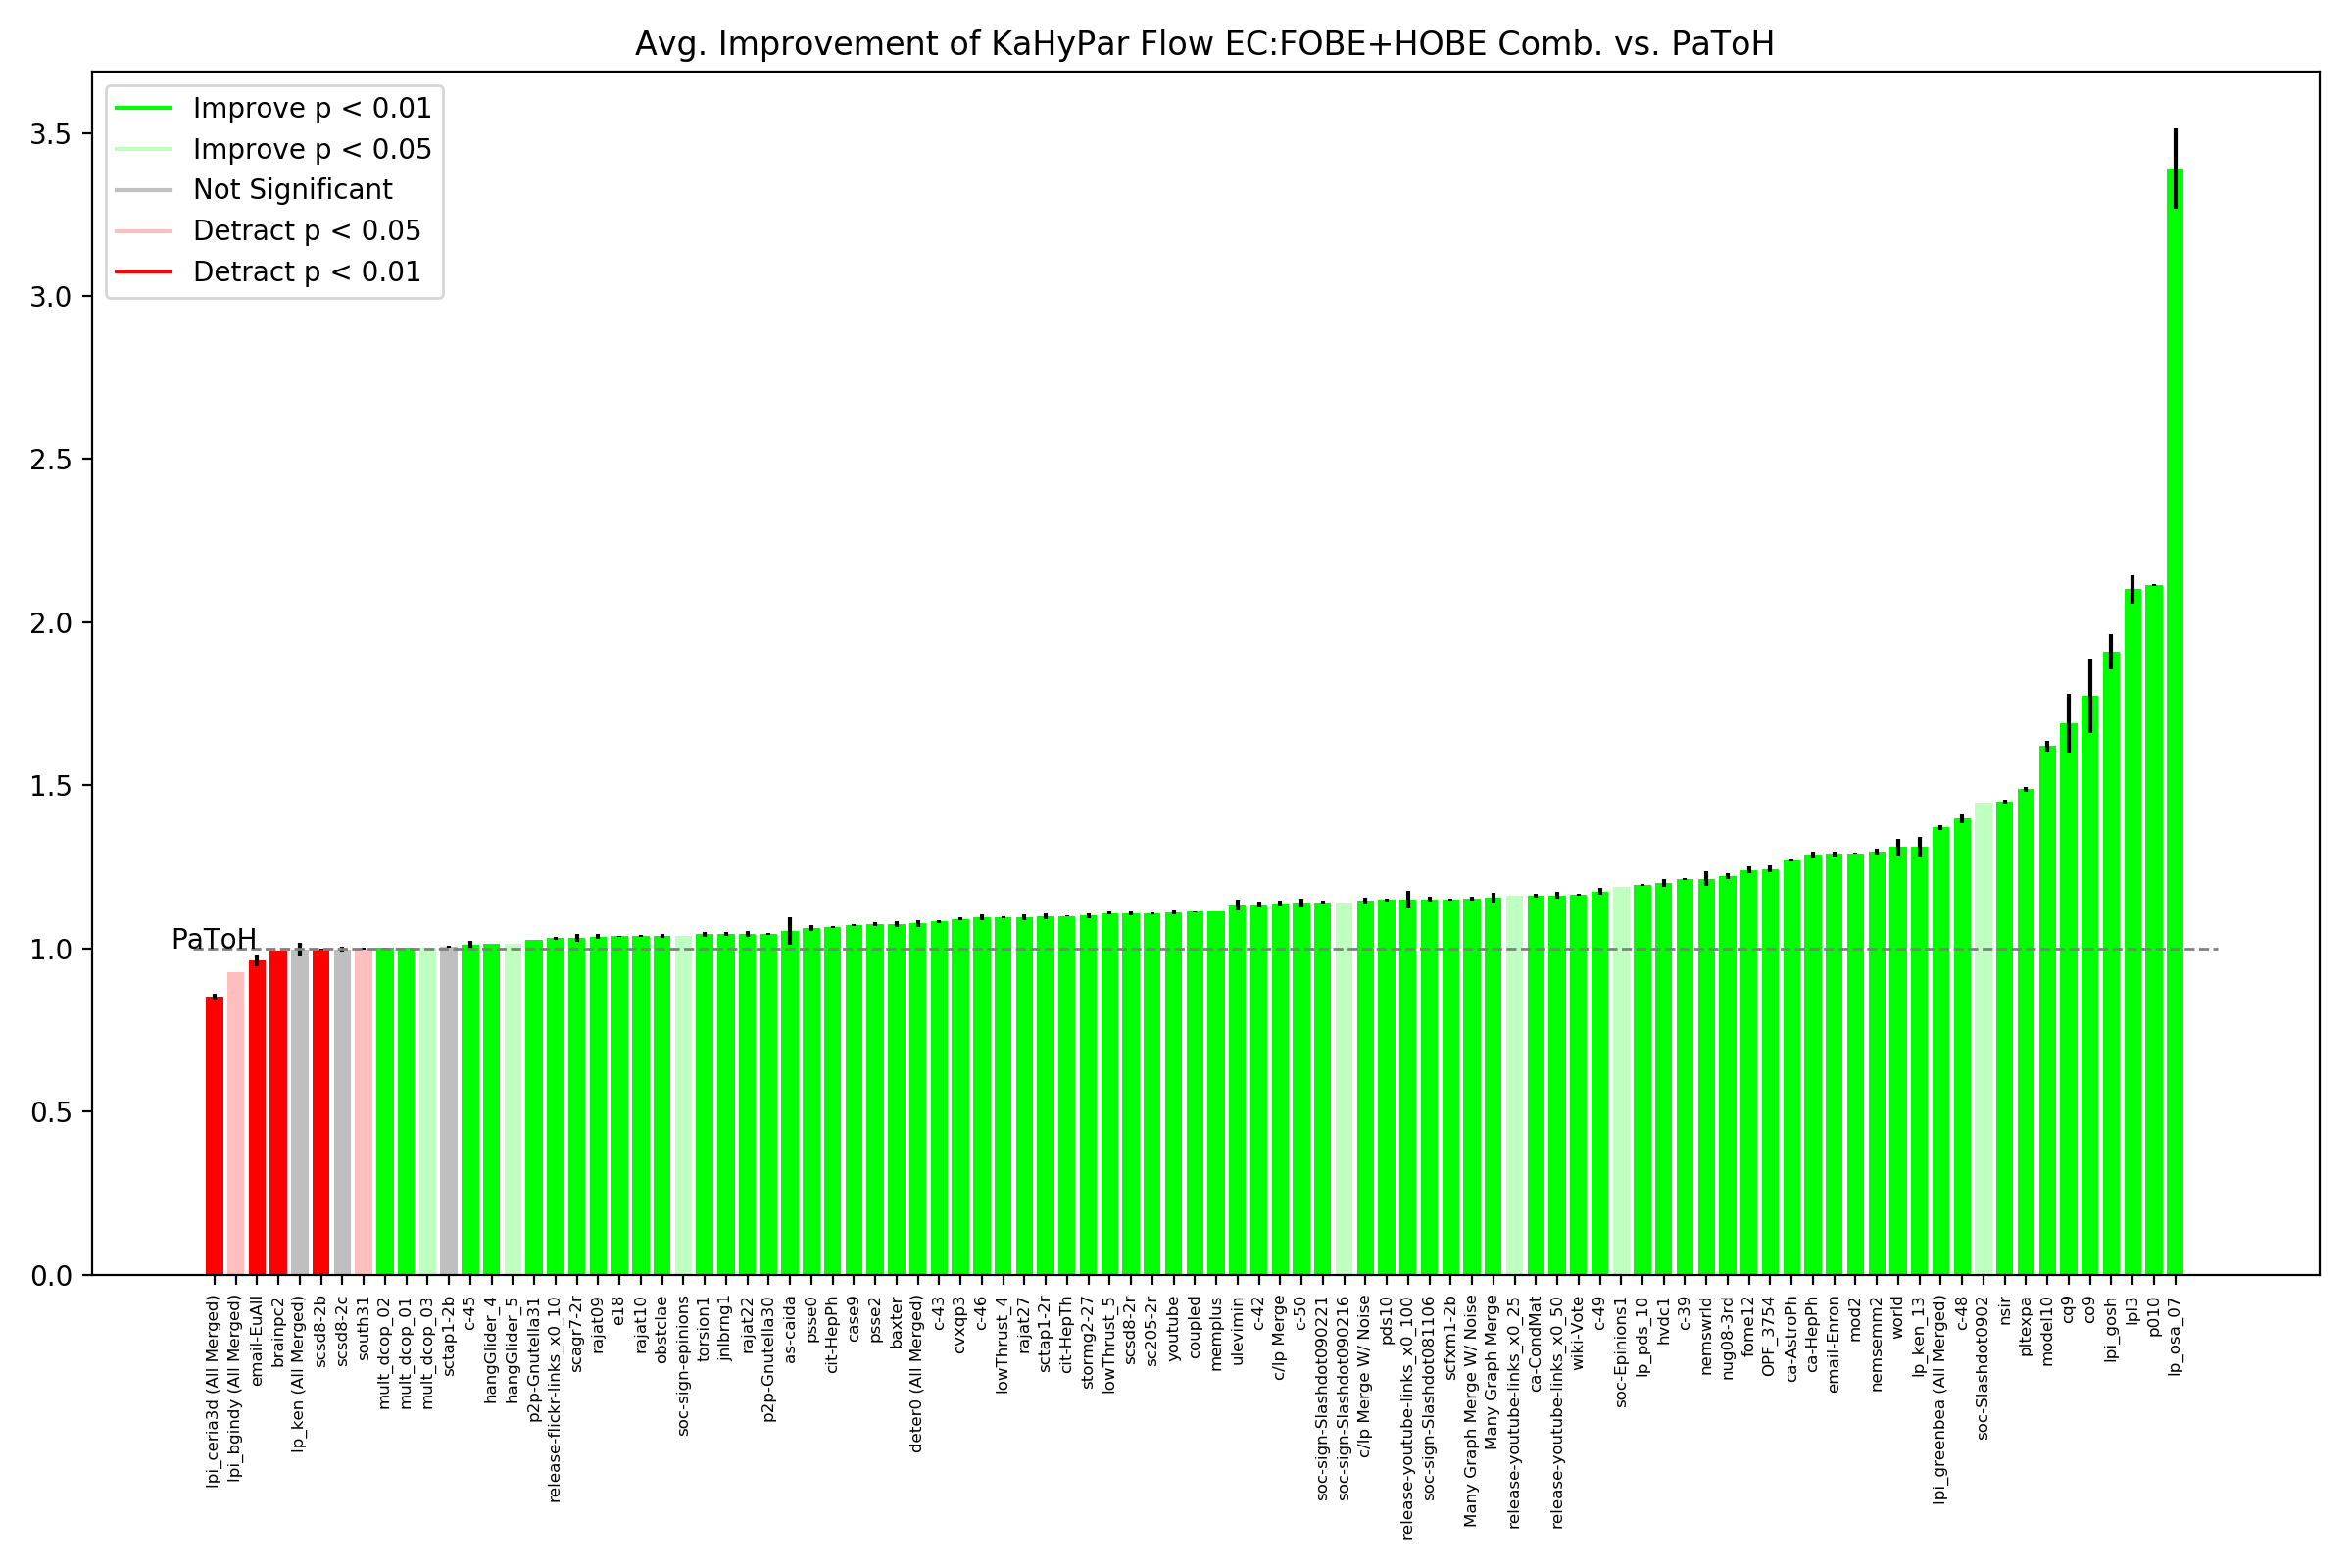 Avg. Improvement of KaHyPar Flow EC:FOBE+HOBE Comb. vs. PaToH
Improve p < 0.01
Improve p < 0.05
Not Significant
Detract p < 0.05
Detract p < 0.01
3.5
3.0
2.5
2.0
1.5
1.0
0.5
0.0
PaToH
lpi_ceria3d (All Merged)
lpi_bgindy (All Merged)
email-EuAll
brainpc2
lp_ken (All Merged)
scsd8-2b
scsd8-2c
south31
mult_dcop_02
mult_dcop_01
mult_dcop_03
sctap1-2b
c-45
hangGlider_4
hangGlider_5
p2p-Gnutella31
release-flickr-links_x0_10
scagr7-2r
rajat09
e18
rajat10
obstclae
soc-sign-epinions
torsion1
jnlbrng1
rajat22
p2p-Gnutella30
as-caida
psse0
cit-HepPh
case9
psse2
baxter
deter0 (All Merged)
c-43
cvxqp3
c-46
lowThrust_4
rajat27
sctap1-2r
cit-HepTh
stormg2-27
lowThrust_5
scsd8-2r
sc205-2r
youtube
coupled
memplus
ulevimin
c-42
c/lp Merge
c-50
soc-sign-Slashdot090221
soc-sign-Slashdot090216
c/lp Merge W/ Noise
pds10
release-youtube-links_x0_100
soc-sign-Slashdot081106
scfxm1-2b
Many Graph Merge W/ Noise
Many Graph Merge
release-youtube-links_x0_25
ca-CondMat
release-youtube-links_x0_50
wiki-Vote
c-49
soc-Epinions1
lp_pds_10
hvdc1
c-39
nemswrld
nug08-3rd
fome12
OPF_3754
ca-AstroPh
ca-HepPh
email-Enron
mod2
nemsemm2
world
lp_ken_13
lpi_greenbea (All Merged)
c-48
soc-Slashdot0902
nsir
pltexpa
model10
cq9
co9
lpi_gosh
lpl3
p010
lp_osa_07